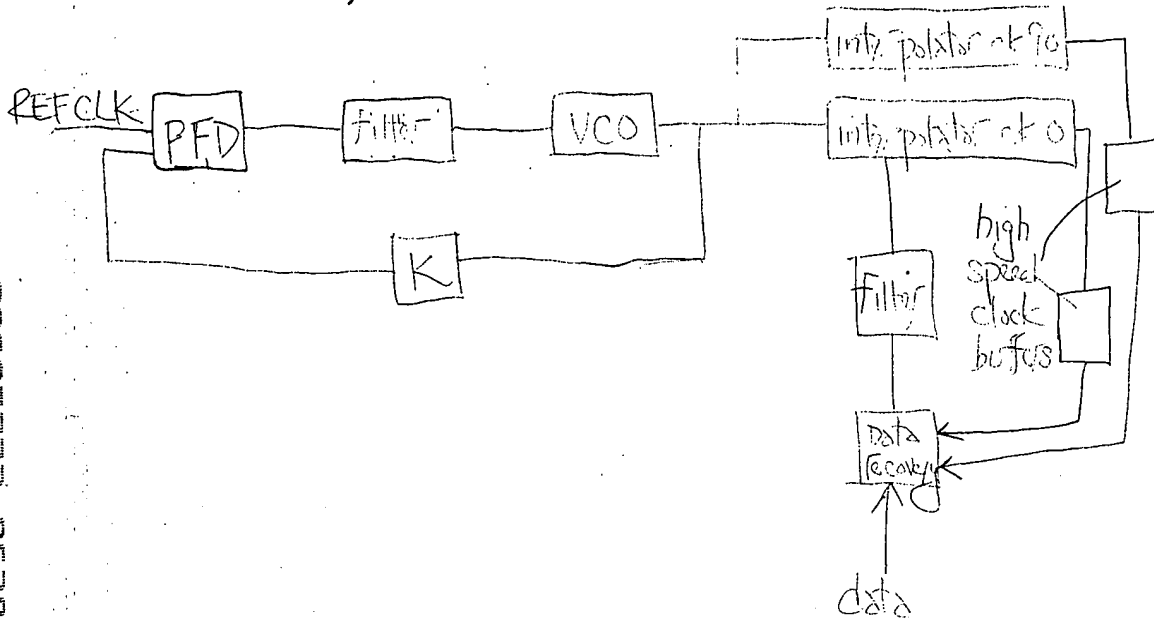 REFCLK
PFD
filter
VCO
K
interpolator at 90
interpolator at 0
filter
high
speed
clock
buffers
Data
recovery
data